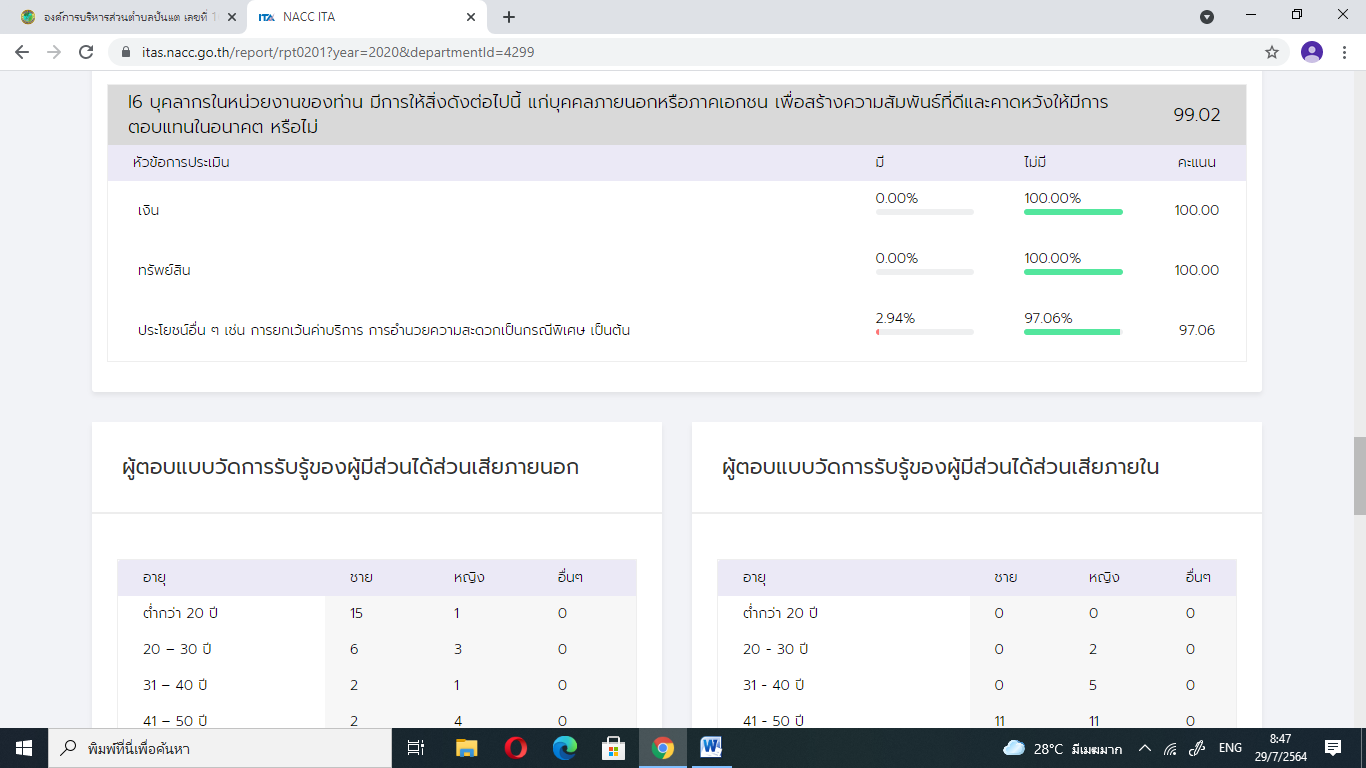 องค์การบริหารส่วนตำบลปันแต เลขที่
NACC ITA
itas.nacc.go.th/report/rpt0201?year=2020&departmentId=4299
I6 บุคลากรในหน่วยงานของท่าน มีการให้สิ่งดังต่อไปนี้ แก่บุคคลภายนอกหรือภาคเอกชน เพื่อสร้างความสัมพันธ์ที่ดีและคาดหวังให้มีการ
ตอบแทนในอนาคต หรือไม่
99.02
หัวข้อการประเมิน มี ไม่มี คะแนน
เงิน 0.00% 100.00% 100.00
ทรัพย์สิน 0.00% 100.00% 100.00
ประโยชน์อื่น ๆ เช่น การยกเว้นค่าบริการ การอำนวยความสะดวกเป็นกรณีพิเศษ เป็นต้น 2.94% 97.06% 97.06
ผู้ตอบแบบวัดการรับรู้ของผู้มีส่วนได้ส่วนเสียภายนอก
อายุ ชาย หญิง อื่นๆ
ต่ำกว่า 20 ปี 15 1 0
20 – 30 ปี 6 3 0
31 – 40 ปี 2 1 0
41 – 50 ปี 2 4 0
ผู้ตอบแบบวัดการรับรู้ของผู้มีส่วนได้ส่วนเสียภายใน
อายุ ชาย หญิง อื่นๆ
ต่ำกว่า 20 ปี 0 0 0
20 - 30 ปี 0 2 0
31 - 40 ปี 0 5 0
41 - 50 ปี 11 11 0
พิมพ์ที่นี่เพื่อค้นหา
28°C มีเมฆมาก
ENG
8:47
29/7/2564